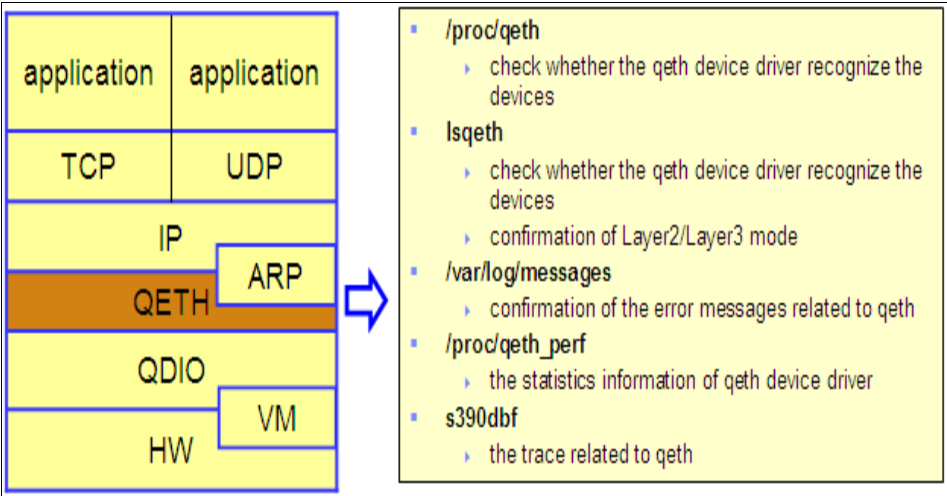 application application
TCP UDP
IP
ARP
QETH
QDIO
VM
HW
/proc/qeth
check whether the qeth device driver recognize the
devices
lsqeth
check whether the qeth device driver recognize the
devices
confirmation of Layer2/Layer3 mode
/var/log/messages
confirmation of the error messages related to qeth
/proc/qeth_perf
the statistics information of qeth device driver
s390dbf
the trace related to qeth